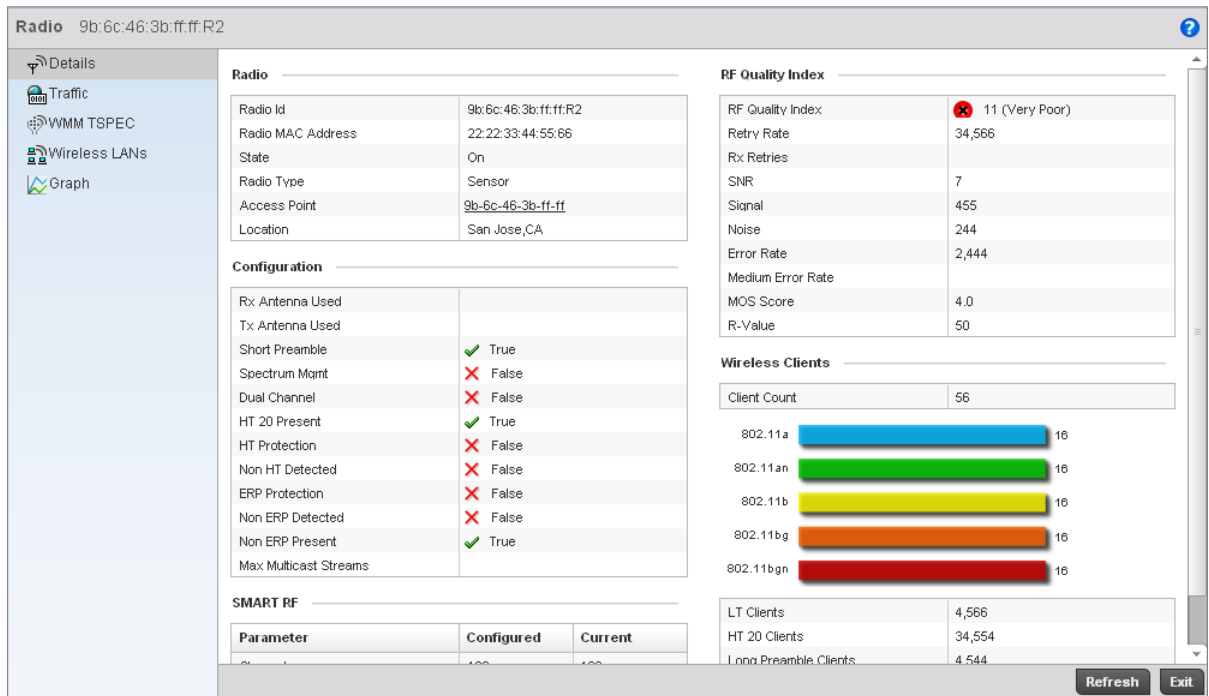 Radio 9b:6c:46:3b:ff:ff:R2
Details
Traffic
WMM TSPEC
Wireless LANs
Graph
Radio
Radio Id 9b:6c:46:3b:ff:ff:R2
Radio MAC Address 22:22:33:44:55:66
State On
Radio Type Sensor
Access Point 9b-6c-46-3b-ff-ff
Location San Jose,CA
Configuration
Rx Antenna Used
Tx Antenna Used
Short Preamble True
Spectrum Mgmt False
Dual Channel False
HT 20 Present True
HT Protection False
Non HT Detected False
ERP Protection False
Non ERP Detected False
Non ERP Present True
Max Multicast Streams
SMART RF
Parameter Configured Current
RF Quality Index
RF Quality Index 11 (Very Poor)
Retry Rate 34,566
Rx Retries
SNR 7
Signal 455
Noise 244
Error Rate 2,444
Medium Error Rate
MOS Score 4.0
R-Value 50
Wireless Clients
Client Count 56
802.11a 16
802.11an 16
802.11b 16
802.11bg 16
802.11bgn 16
LT Clients 4,566
HT 20 Clients 34,554
Long Preamble Clients 4,544
Refresh Exit